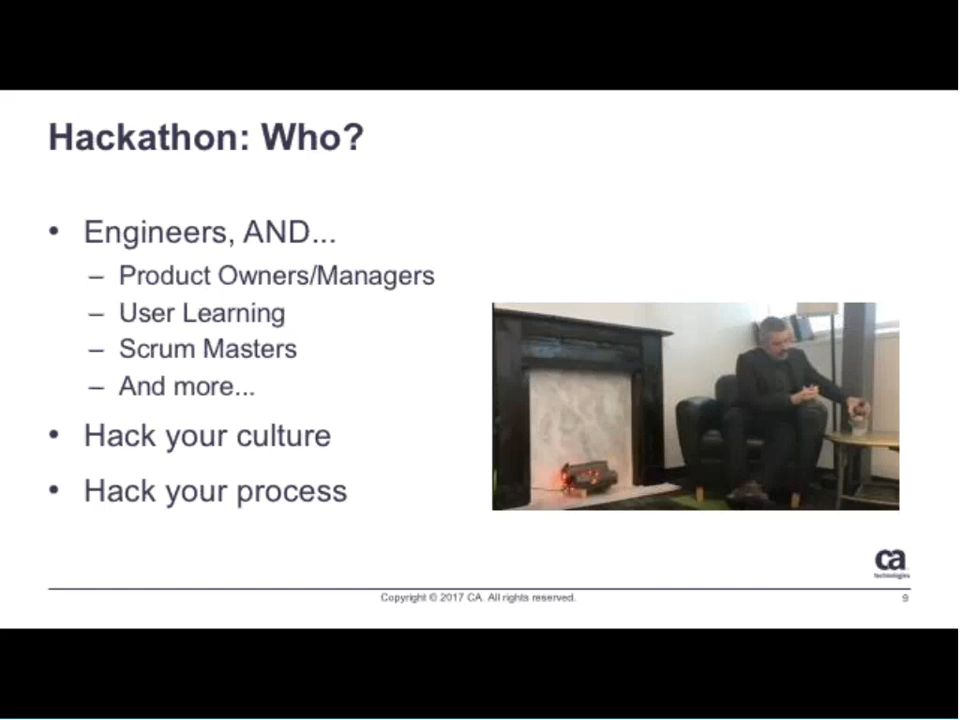 Hackathon: Who?
• Engineers, AND...
– Product Owners/Managers
– User Learning
– Scrum Masters
– And more...
• Hack your culture
• Hack your process
ca
technologies
Copyright © 2017 CA. All rights reserved.
9